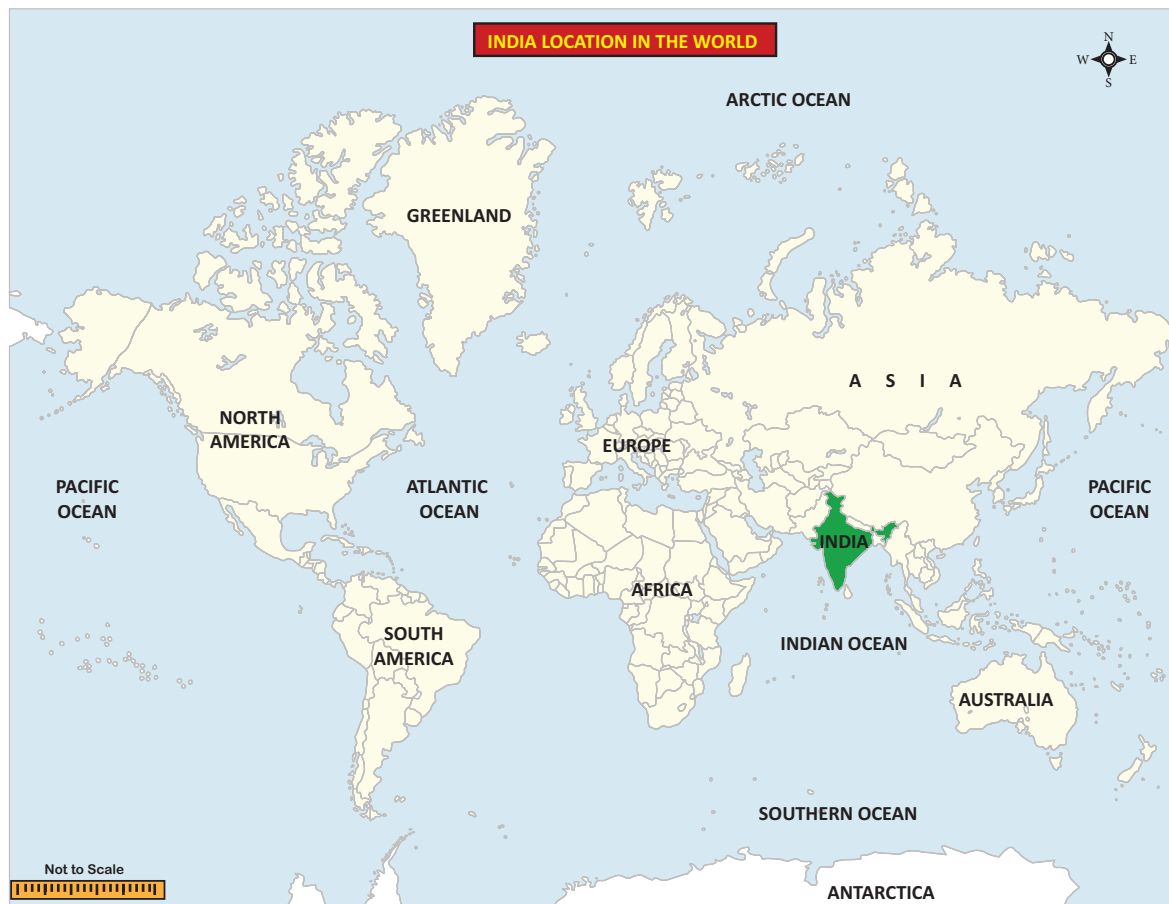 INDIA LOCATION IN THE WORLD
N
W E
S
ARCTIC OCEAN
GREENLAND
A S I A
NORTH
AMERICA
EUROPE
PACIFIC
OCEAN
ATLANTIC
OCEAN
PACIFIC
OCEAN
INDIA
AFRICA
SOUTH
AMERICA
INDIAN OCEAN
AUSTRALIA
SOUTHERN OCEAN
Not to Scale
ANTARCTICA